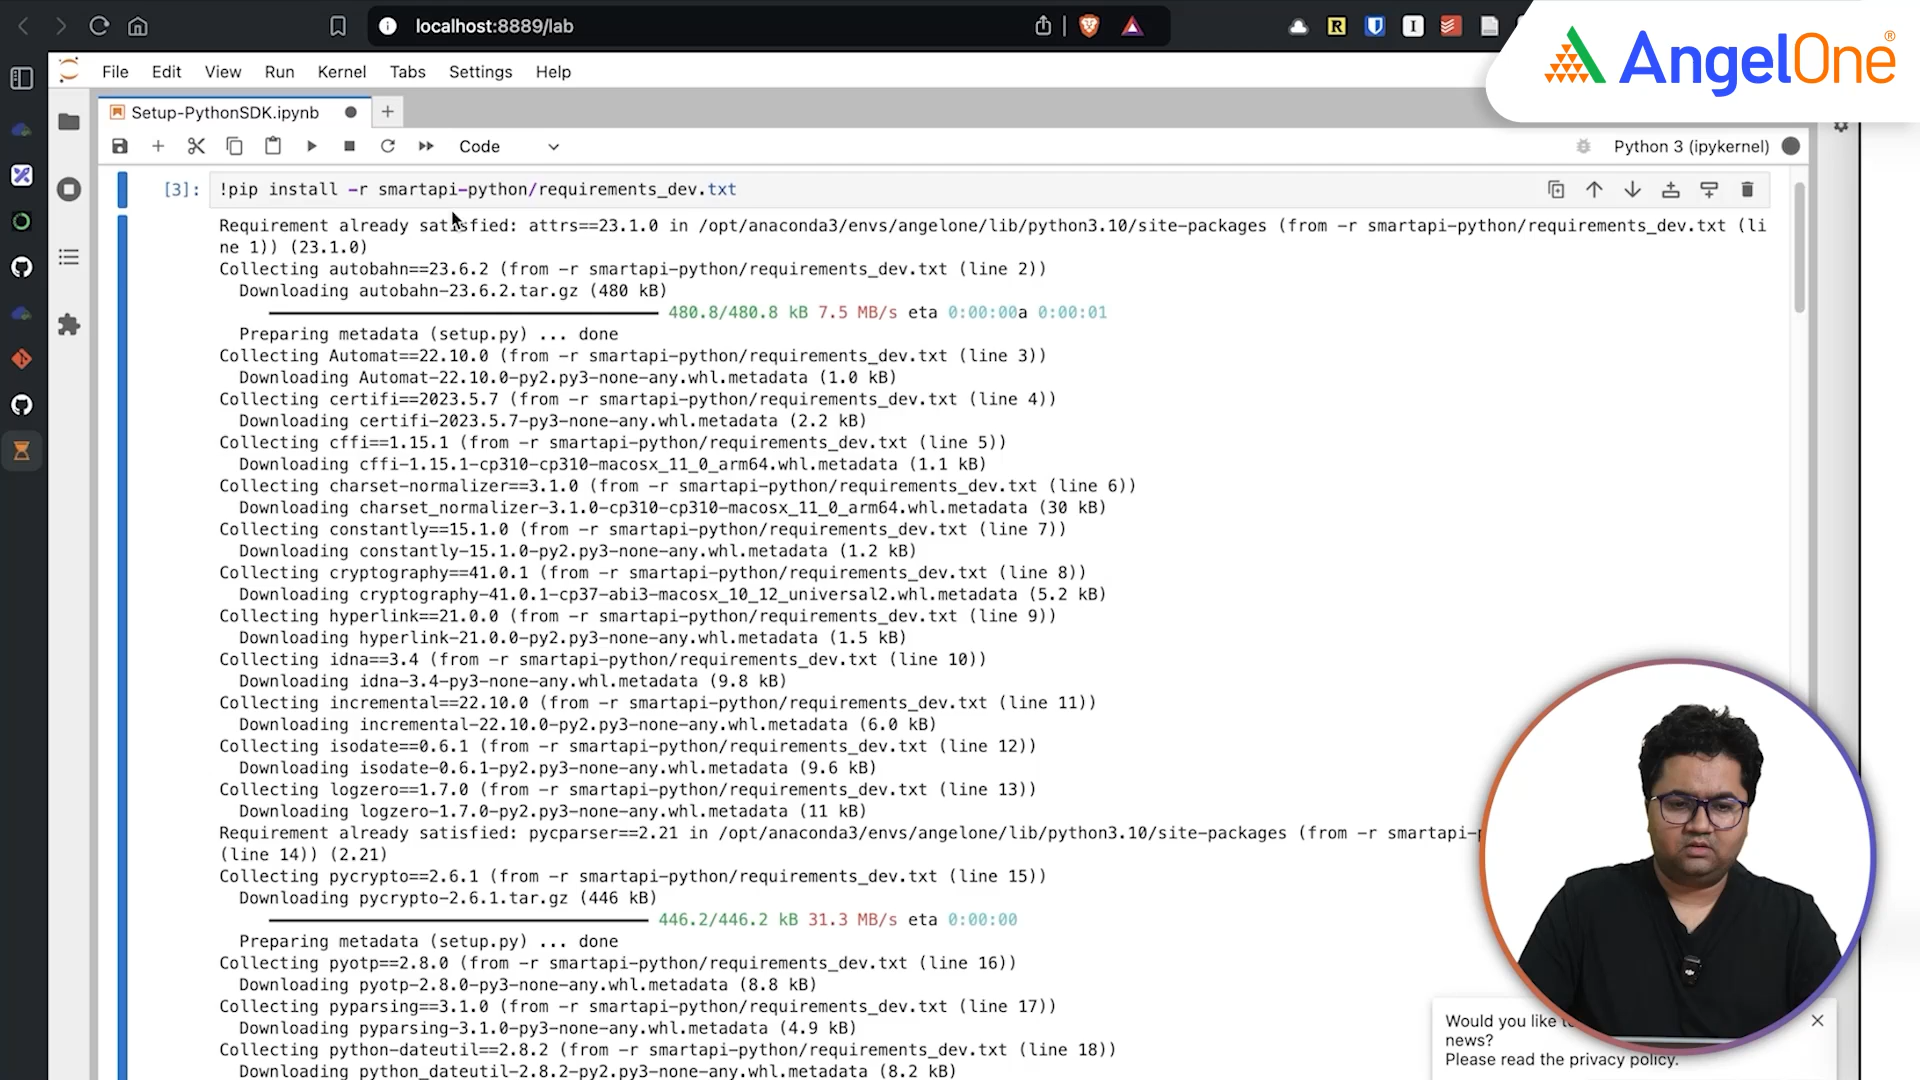 localhost:8889/lab
AngelOne®
File Edit View Run Kernel Tabs Settings Help
Setup-PythonSDK.ipynb
Code
Python 3 (ipykernel)
[3]: !pip install -r smartapi-python/requirements_dev.txt
Requirement already satisfied: attrs==23.1.0 in /opt/anaconda3/envs/angelone/lib/python3.10/site-packages (from -r smartapi-python/requirements_dev.txt (li
ne 1)) (23.1.0)
Collecting autobahn==23.6.2 (from -r smartapi-python/requirements_dev.txt (line 2))
Downloading autobahn-23.6.2.tar.gz (480 kB)
480.8/480.8 kB 7.5 MB/s eta 0:00:00a 0:00:01
Preparing metadata (setup.py) ... done
Collecting Automat==22.10.0 (from -r smartapi-python/requirements_dev.txt (line 3))
Downloading Automat-22.10.0-py2.py3-none-any.whl.metadata (1.0 kB)
Collecting certifi==2023.5.7 (from -r smartapi-python/requirements_dev.txt (line 4))
Downloading certifi-2023.5.7-py3-none-any.whl.metadata (2.2 kB)
Collecting cffi==1.15.1 (from -r smartapi-python/requirements_dev.txt (line 5))
Downloading cffi-1.15.1-cp310-cp310-macosx_11_0_arm64.whl.metadata (1.1 kB)
Collecting charset-normalizer==3.1.0 (from -r smartapi-python/requirements_dev.txt (line 6))
Downloading charset_normalizer-3.1.0-cp310-cp310-macosx_11_0_arm64.whl.metadata (30 kB)
Collecting constantly==15.1.0 (from -r smartapi-python/requirements_dev.txt (line 7))
Downloading constantly-15.1.0-py2.py3-none-any.whl.metadata (1.2 kB)
Collecting cryptography==41.0.1 (from -r smartapi-python/requirements_dev.txt (line 8))
Downloading cryptography-41.0.1-cp37-abi3-macosx_10_12_universal2.whl.metadata (5.2 kB)
Collecting hyperlink==21.0.0 (from -r smartapi-python/requirements_dev.txt (line 9))
Downloading hyperlink-21.0.0-py2.py3-none-any.whl.metadata (1.5 kB)
Collecting idna==3.4 (from -r smartapi-python/requirements_dev.txt (line 10))
Downloading idna-3.4-py3-none-any.whl.metadata (9.8 kB)
Collecting incremental==22.10.0 (from -r smartapi-python/requirements_dev.txt (line 11))
Downloading incremental-22.10.0-py2.py3-none-any.whl.metadata (6.0 kB)
Collecting isodate==0.6.1 (from -r smartapi-python/requirements_dev.txt (line 12))
Downloading isodate-0.6.1-py2.py3-none-any.whl.metadata (9.6 kB)
Collecting logzero==1.7.0 (from -r smartapi-python/requirements_dev.txt (line 13))
Downloading logzero-1.7.0-py2.py3-none-any.whl.metadata (11 kB)
Requirement already satisfied: pycparser==2.21 in /opt/anaconda3/envs/angelone/lib/python3.10/site-packages (from -r smartapi-
(line 14)) (2.21)
Collecting pycrypto==2.6.1 (from -r smartapi-python/requirements_dev.txt (line 15))
Downloading pycrypto-2.6.1.tar.gz (446 kB)
446.2/446.2 kB 31.3 MB/s eta 0:00:00
Preparing metadata (setup.py) ... done
Collecting pyotp==2.8.0 (from -r smartapi-python/requirements_dev.txt (line 16))
Downloading pyotp-2.8.0-py3-none-any.whl.metadata (8.8 kB)
Collecting pyparsing==3.1.0 (from -r smartapi-python/requirements_dev.txt (line 17))
Downloading pyparsing-3.1.0-py3-none-any.whl.metadata (4.9 kB)
Collecting python-dateutil==2.8.2 (from -r smartapi-python/requirements_dev.txt (line 18))
Downloading python_dateutil-2.8.2-py2.py3-none-any.whl.metadata (8.2 kB)
Would you like
news?
Please read the privacy policy.